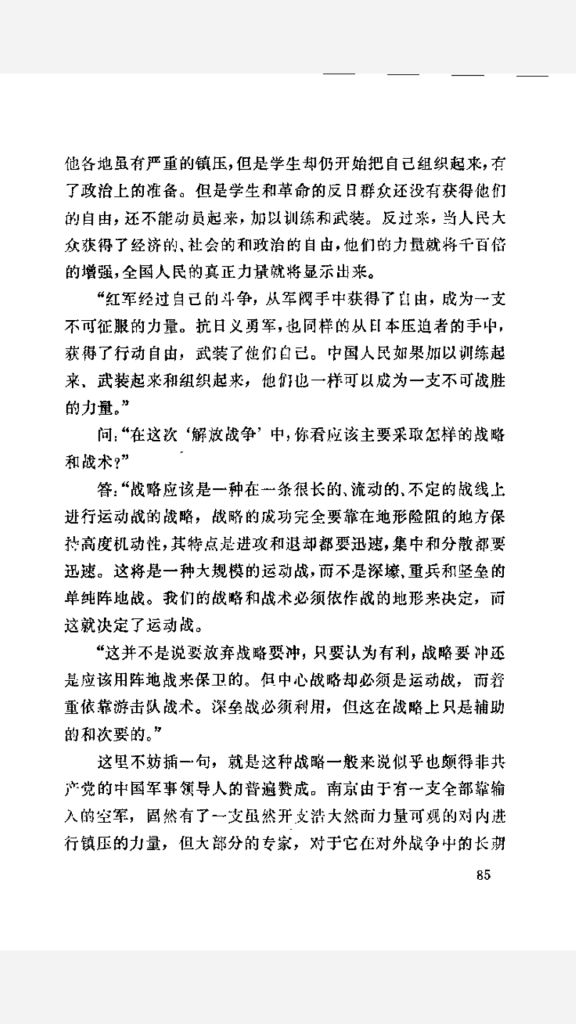 他各地虽有严重的镇压，但是学生却仍开始把自己组织起来，有
了政治上的准备。但是学生和革命的反日群众还没有获得他们
的自由，还不能动员起来，加以训练和武装。反过来，当人民大
众获得了经济的、社会的和政治的自由，他们的力量就将千百倍
的增强，全国人民的真正力量就将显示出来。
“红军经过自己的斗争，从军阀手中获得了自由，成为一支
不可征服的力量。抗日义勇军，也同样的从日本压迫者的手中，
获得了行动自由，武装了他们自己。中国人民如果加以训练起
来、武装起来和组织起来，他们也一样可以成为一支不可战胜
的力量。”
问：“在这次‘解放战争’中，你看应该主要采取怎样的战略
和战术？”
答：“战略应该是一种在一条很长的、流动的、不定的战线上
进行运动战的战略，战略的成功完全要靠在地形险阻的地方保
持高度机动性，其特点是进攻和退却都要迅速，集中和分散都要
迅速。这将是一种大规模的运动战，而不是深壕、重兵和坚垒的
单纯阵地战。我们的战略和战术必须依作战的地形来决定，而
这就决定了运动战。
“这并不是说要放弃战略要冲，只要认为有利，战略要冲还
是应该用阵地战来保卫的。但中心战略却必须是运动战，而着
重依靠游击队战术。深垒战必须利用，但这在战略上只是辅助
的和次要的。”
这里不妨插一句，就是这种战略一般来说似乎也颇得非共
产党的中国军事领导人的普遍赞成。南京由于有一支全部靠输
入的空军，固然有了一支虽然开支浩大然而力量可观的对内进
行镇压的力量，但大部分的专家，对于它在对外战争中的长期
85